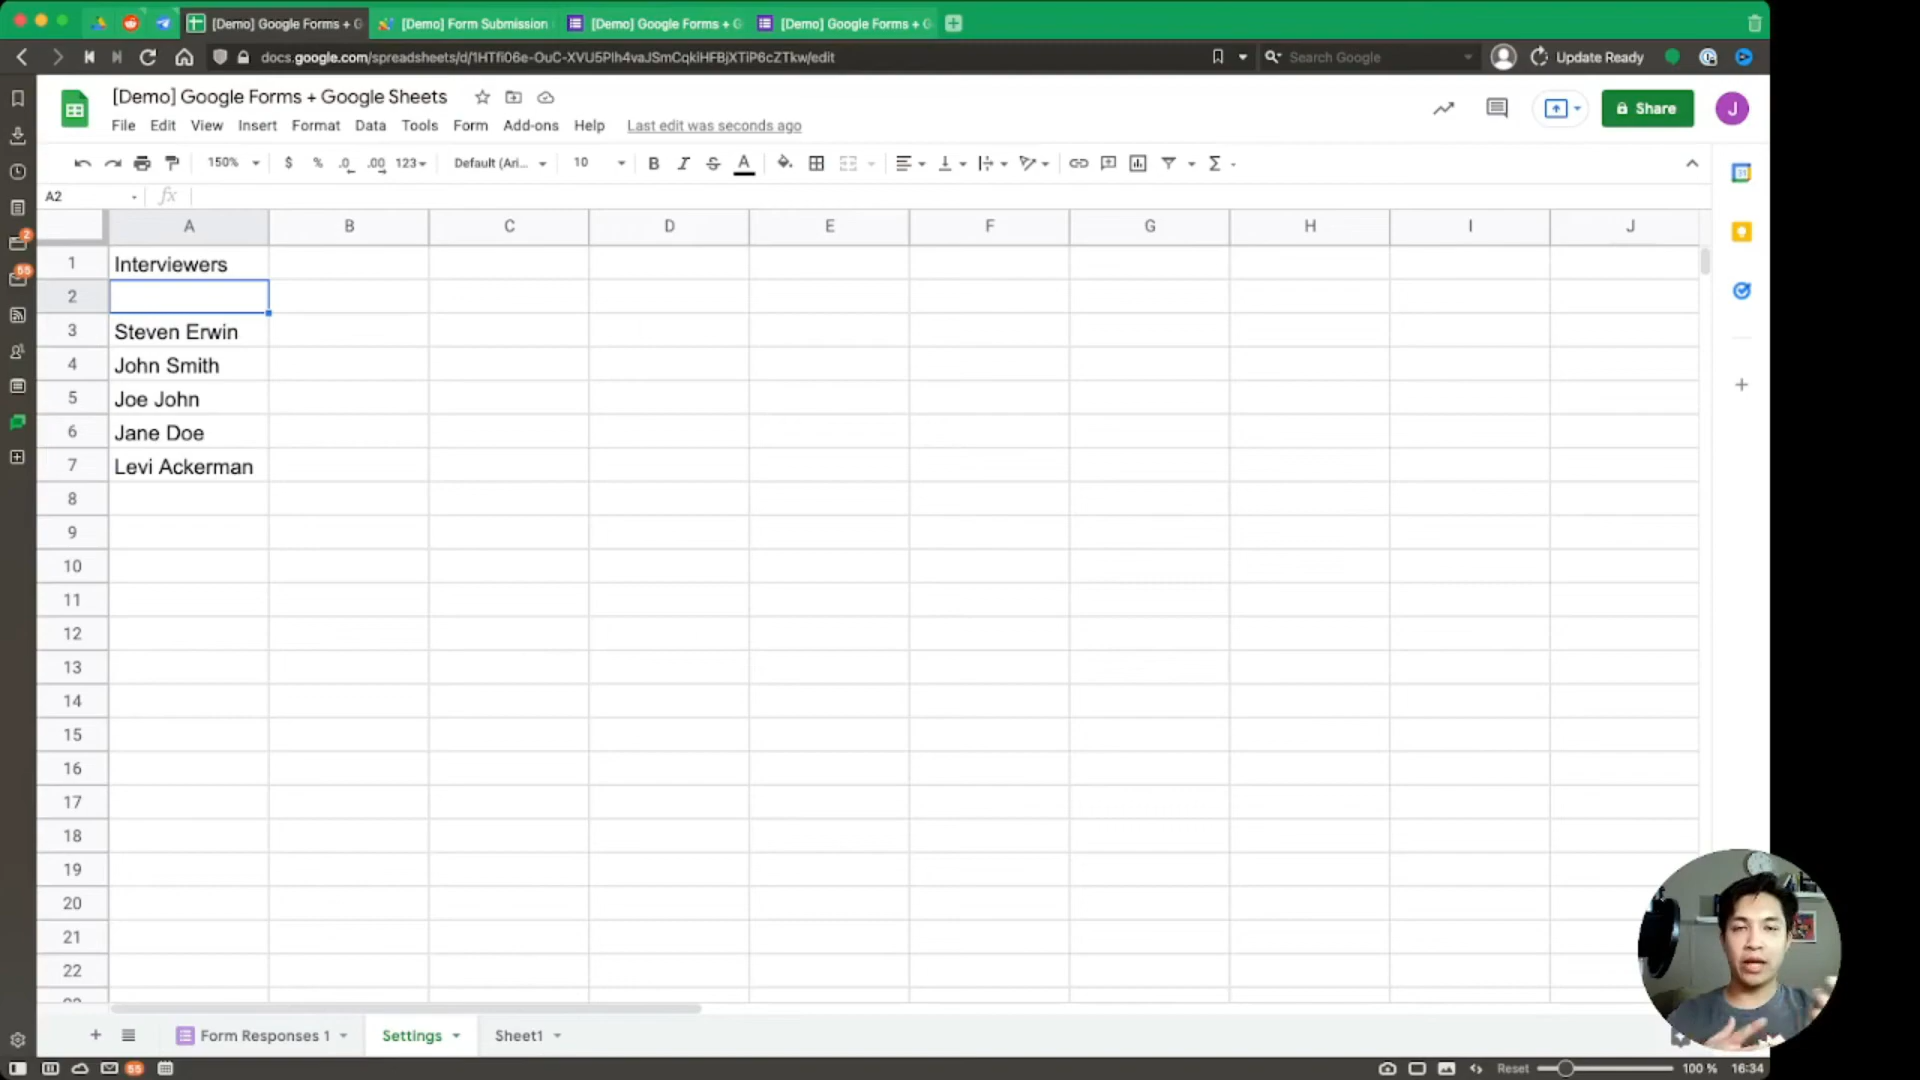 [Demo] Google Forms + G
[Demo] Form Submission
[Demo] Google Forms + G
[Demo] Google Forms + G
docs.google.com/spreadsheets/d/1HTfi06e-OuC-XVU5Plh4vaJSmCqkiHFBjXTiP6cZTkw/edit
Search Google
Update Ready
[Demo] Google Forms + Google Sheets
File Edit View Insert Format Data Tools Form Add-ons Help Last edit was seconds ago
Share
J
150% $ % .0 .00 123 Default (Ari... 10 B I S A Σ
A2 fx
A B C D E F G H I J
1 Interviewers
2
3 Steven Erwin
4 John Smith
5 Joe John
6 Jane Doe
7 Levi Ackerman
8
9
10
11
12
13
14
15
16
17
18
19
20
21
22
2
55
31
+ Form Responses 1 Settings Sheet1
55 Reset 100 % 16:34